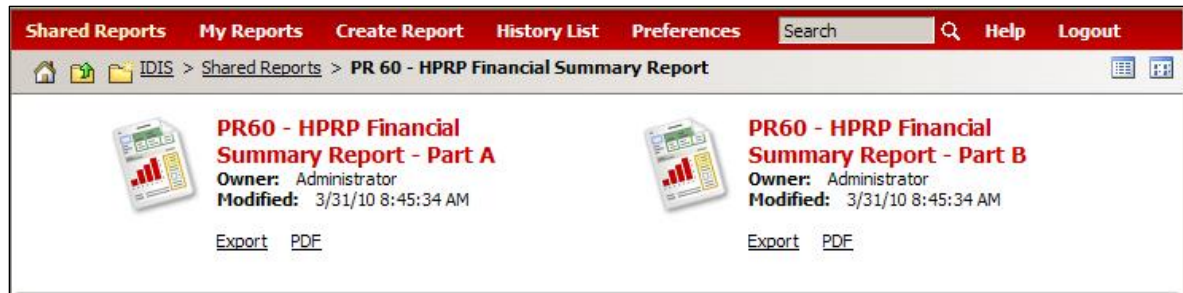 Shared Reports My Reports Create Report History List Preferences Search Help Logout
IDIS > Shared Reports > PR 60 - HPRP Financial Summary Report
PR60 - HPRP Financial
Summary Report - Part A
Owner: Administrator
Modified: 3/31/10 8:45:34 AM
Export PDF
PR60 - HPRP Financial
Summary Report - Part B
Owner: Administrator
Modified: 3/31/10 8:45:34 AM
Export PDF